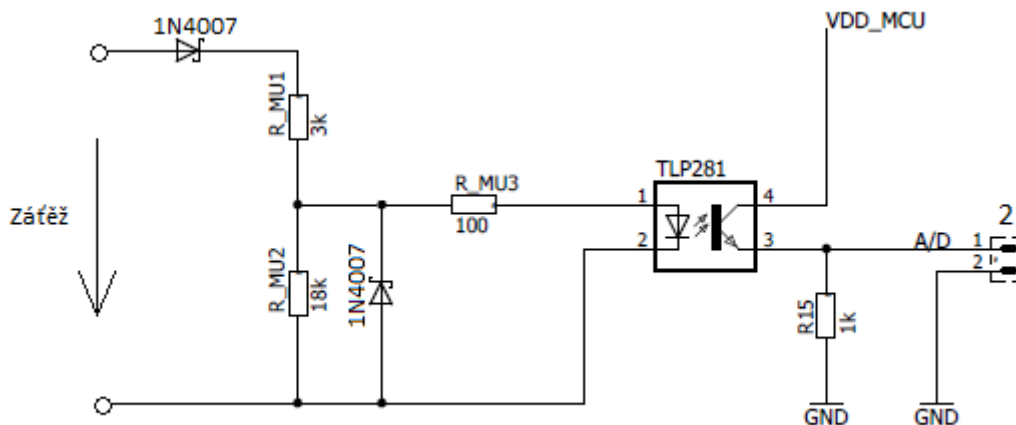 1N4007
VDD_MCU
R_MU1
3k
TLP281
R_MU3
100
1
4
2
3
Záťěž
A/D
2
1
2
R_MU2
18k
1N4007
R15
1k
GND
GND